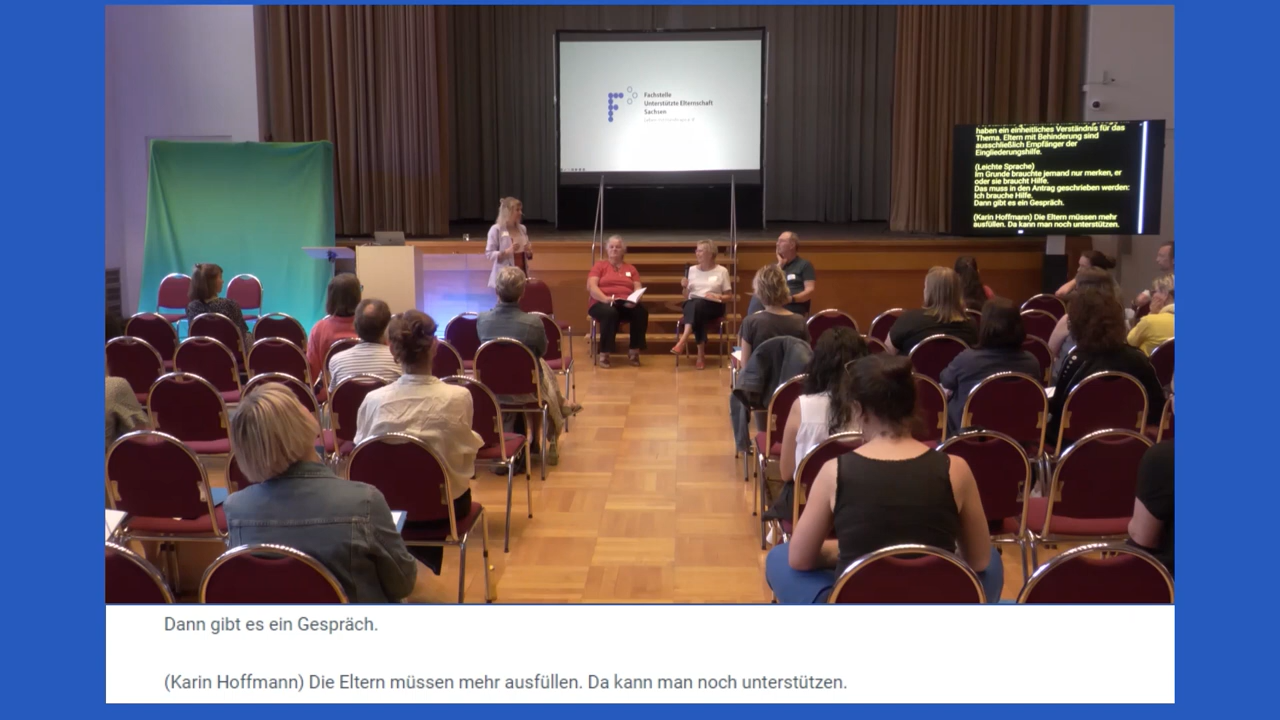 Fachstelle
Unterstützte Elternschaft
Sachsen
haben ein einheitliches Verständnis für das
Thema. Eltern mit Behinderung sind
ausschließlich Empfänger der
Eingliederungshilfe.
(Leichte Sprache)
Im Grunde brauchte jemand nur merken, er
oder sie braucht Hilfe.
Das muss in den Antrag geschrieben werden:
Ich brauche Hilfe.
Dann gibt es ein Gespräch.
(Karin Hoffmann) Die Eltern müssen mehr
ausfüllen. Da kann man noch unterstützen.
Dann gibt es ein Gespräch.
(Karin Hoffmann) Die Eltern müssen mehr ausfüllen. Da kann man noch unterstützen.